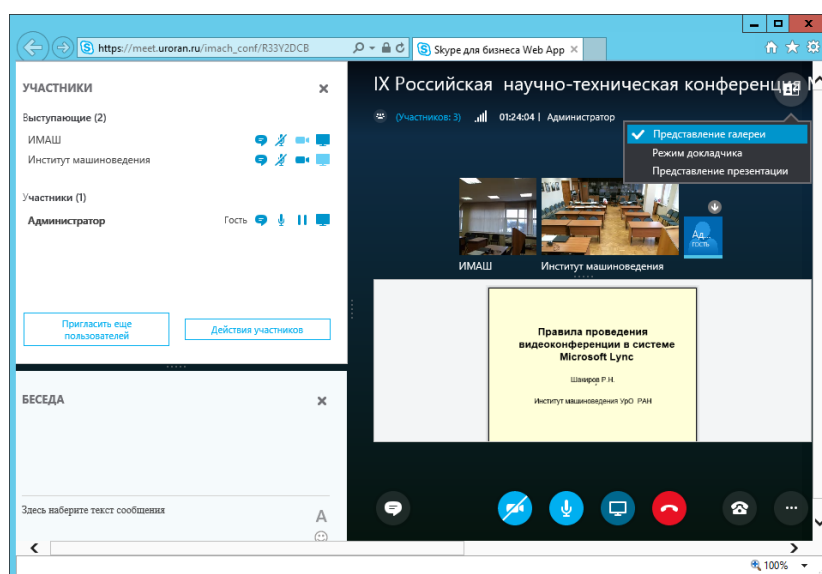 https://meet.uroran.ru/imach_conf/R33Y2DCB
Skype для бизнеса Web App
УЧАСТНИКИ
Выступающие (2)
ИМАШ
Институт машиноведения
Участники (1)
Администратор
Гость
Пригласить еще
пользователей
Действия участников
БЕСЕДА
Здесь наберите текст сообщения
A
IX Российская научно-техническая конференция
(Участников: 3)
01:24:04 | Администратор
Представление галереи
Режим докладчика
Представление презентации
Ад...
гость
ИМАШ
Институт машиноведения
Правила проведения
видеоконференции в системе
Microsoft Lync
Шакиров Р.Н.
Институт машиноведения УрО РАН
100%